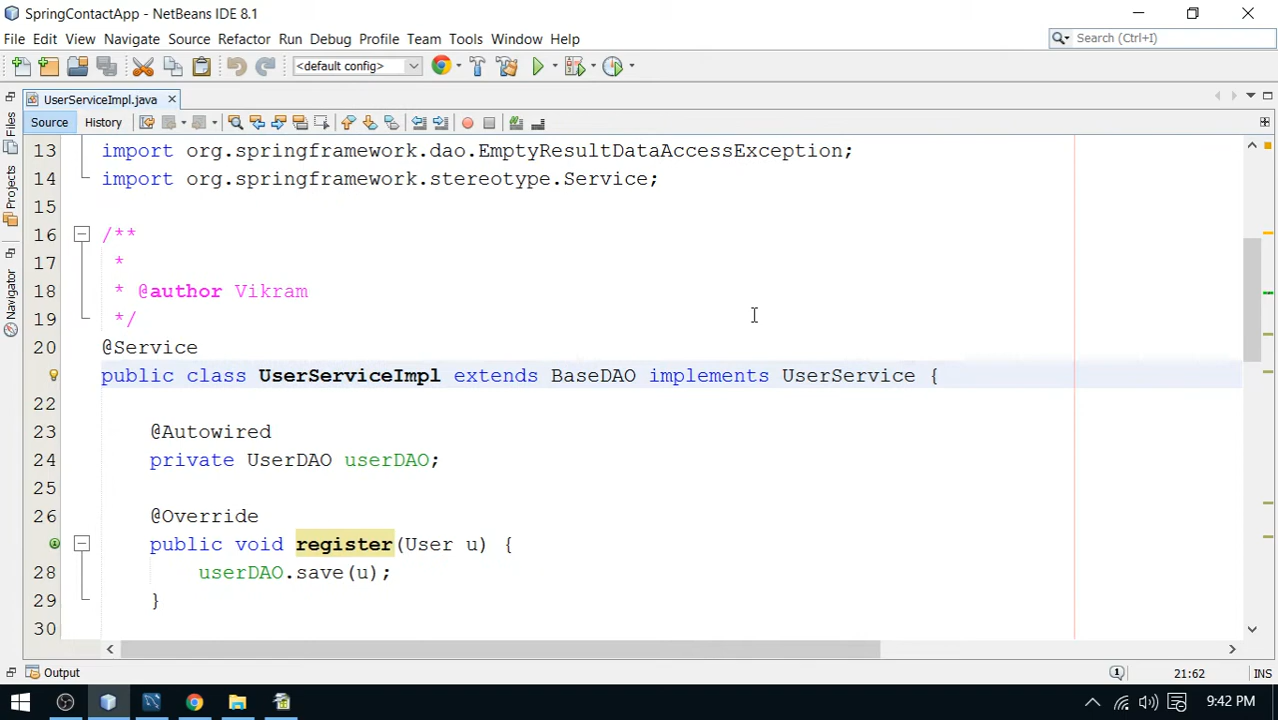 SpringContactApp - NetBeans IDE 8.1
File Edit View Navigate Source Refactor Run Debug Profile Team Tools Window Help
Search (Ctrl+I)
<default config>
UserServiceImpl.java
Source History
Files
Projects
Navigator
13 import org.springframework.dao.EmptyResultDataAccessException;
14 import org.springframework.stereotype.Service;
15
16 /**
17 *
18 * @author Vikram
19 */
20 @Service
public class UserServiceImpl extends BaseDAO implements UserService {
22
23 @Autowired
24 private UserDAO userDAO;
25
26 @Override
public void register(User u) {
28 userDAO.save(u);
29 }
30
Output
1
21:62
INS
9:42 PM